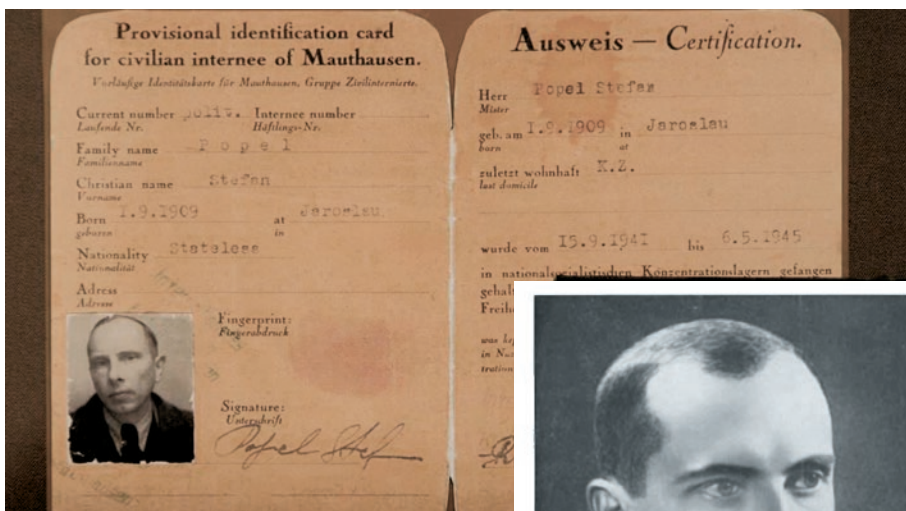 Provisional identification card
for civilian internee of Mauthausen.
Vorläufige Identitätskarte für Mauthausen, Gruppe Zivilinternierte.
Current number polit. Internee number
Laufende Nr. Häftlings-Nr.
Family name Popel
Familienname
Christian name Stefan
Vorname
Born 1.9.1909 at Jaroslau
geboren in
Nationality Stateless
Nationalität
Adress
Adresse
Fingerprint:
Fingerabdruck
Signature:
Unterschrift
Popel Stef
Ausweis — Certification.
Herr Popel Stefan
Mister
geb. am 1.9.1909 in Jaroslau
born at
zuletzt wohnhaft K.Z.
last domicile
wurde vom 15.9.1941 bis 6.5.1945
in nationalsozialistischen Konzentrationslagern gefangen